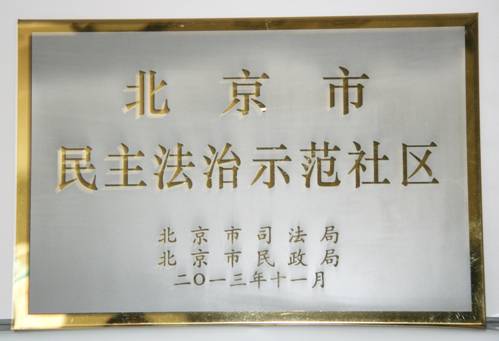 北京市
民主法治示范社区
北京市司法局
北京市民政局
二〇一三年十一月